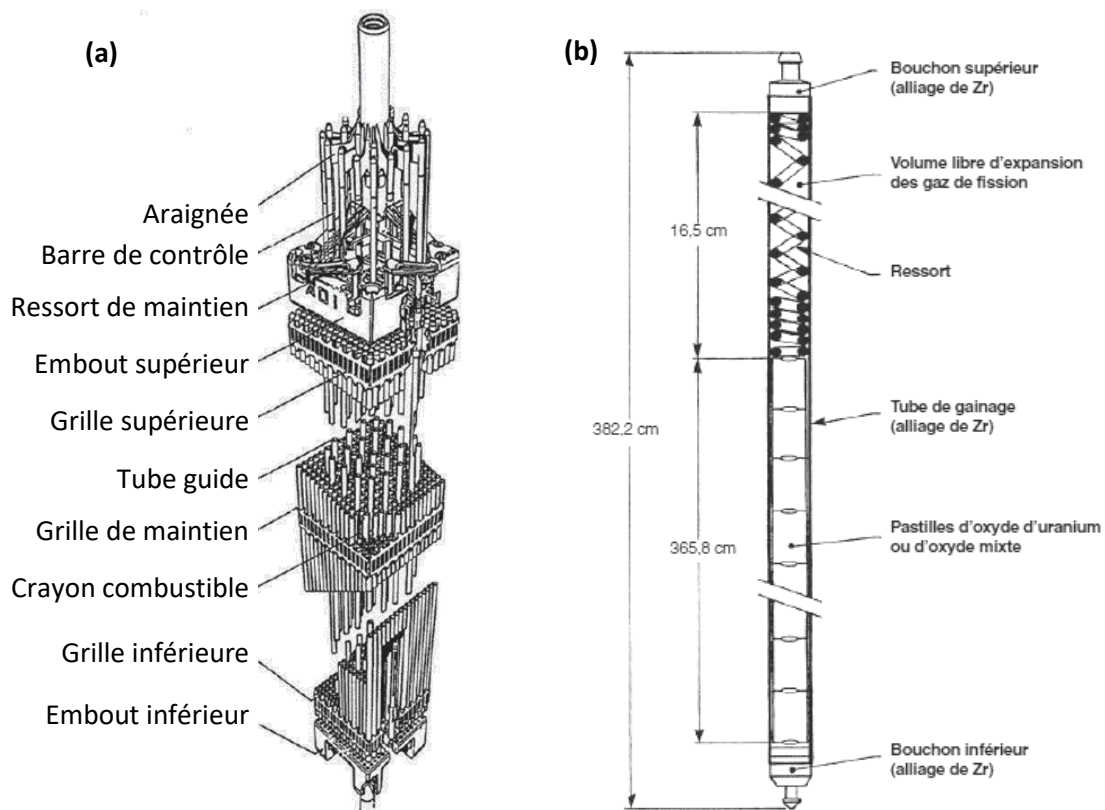 (a)
Araignée
Barre de contrôle
Ressort de maintien
Embout supérieur
Grille supérieure
Tube guide
Grille de maintien
Crayon combustible
Grille inférieure
Embout inférieur
(b)
Bouchon supérieur
(alliage de Zr)
Volume libre d'expansion
des gaz de fission
16,5 cm
Ressort
382,2 cm
Tube de gainage
(alliage de Zr)
Pastilles d'oxyde d'uranium
ou d'oxyde mixte
365,8 cm
Bouchon inférieur
(alliage de Zr)